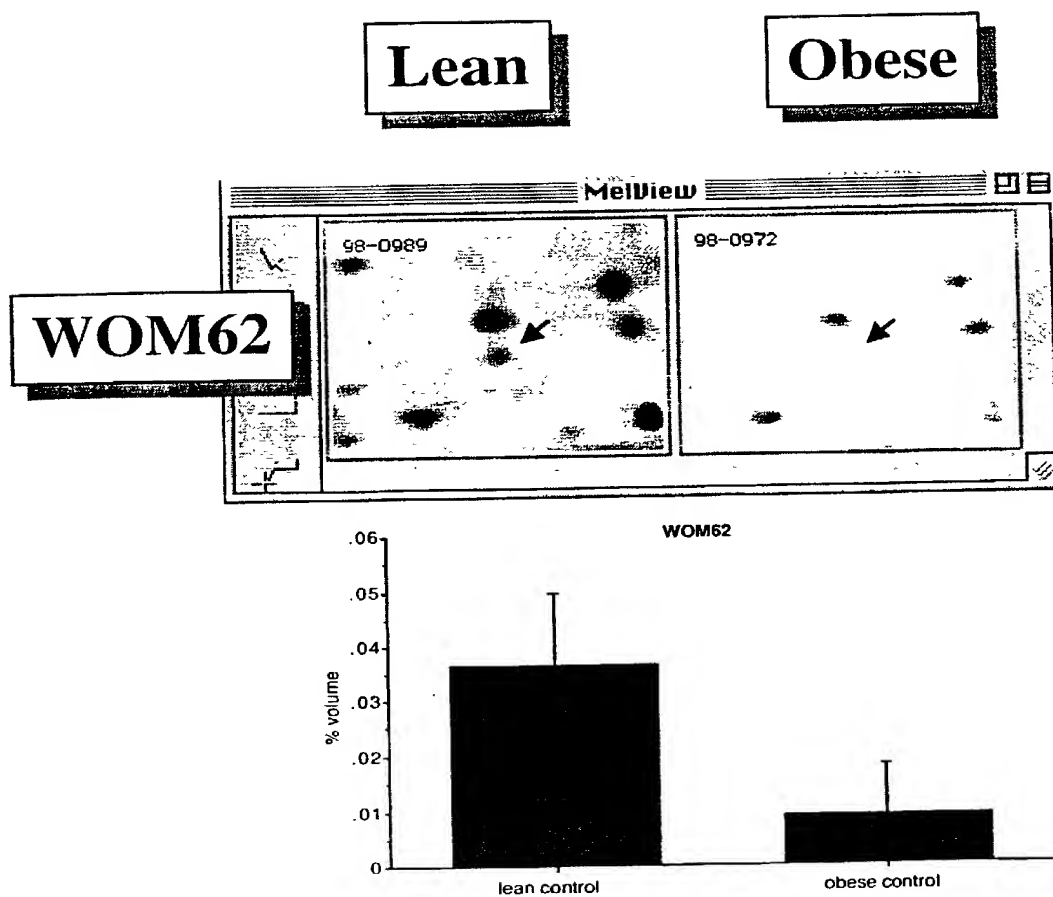 Lean
Obese
MelView
98-0989
98-0972
WOM62
WOM62
.06
.05
.04
.03
.02
.01
0
% volume
lean control
obese control